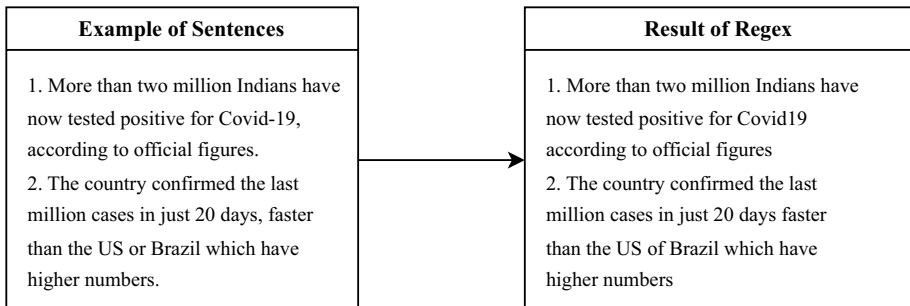 Example of Sentences
1. More than two million Indians have
now tested positive for Covid-19,
according to official figures.
2. The country confirmed the last
million cases in just 20 days, faster
than the US or Brazil which have
higher numbers.
Result of Regex
1. More than two million Indians have
now tested positive for Covid19
according to official figures
2. The country confirmed the last
million cases in just 20 days faster
than the US of Brazil which have
higher numbers